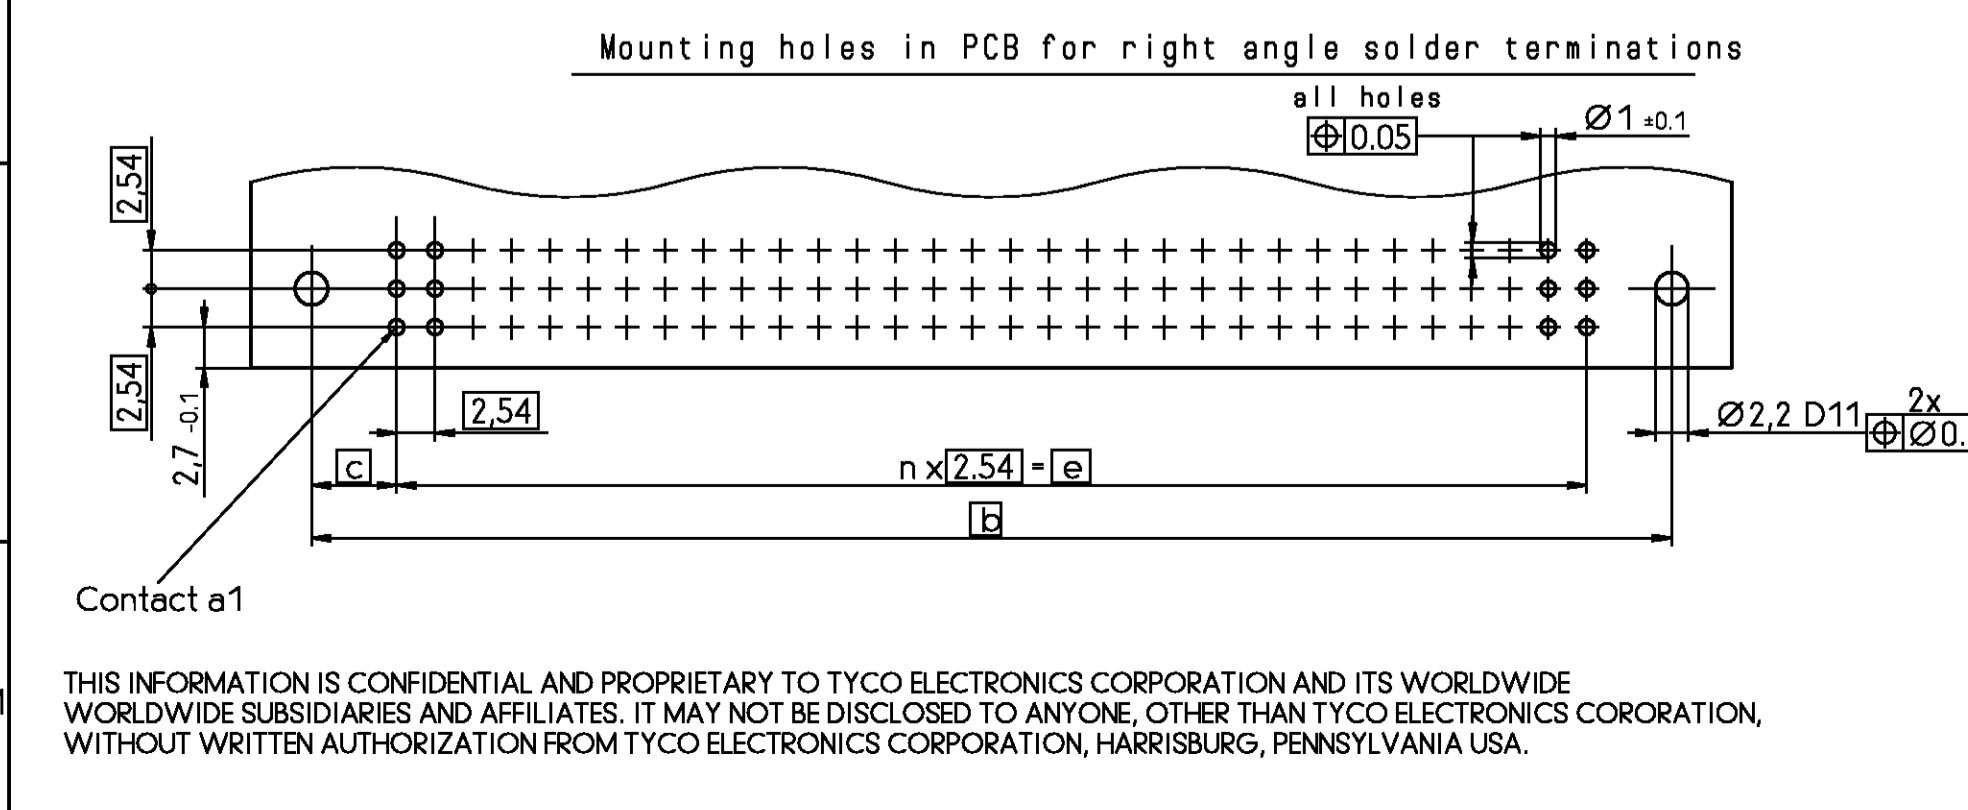 Mounting holes in PCB for right angle solder terminations
all holes
⌖ 0.05
Ø1 ±0.1
2,54
2,54
2,7 -0.1
2,54
Ø2,2 D11
2x
⌖ Ø0.
c
n x 2.54 = e
b
Contact a1
THIS INFORMATION IS CONFIDENTIAL AND PROPRIETARY TO TYCO ELECTRONICS CORPORATION AND ITS WORLDWIDE
WORLDWIDE SUBSIDIARIES AND AFFILIATES. IT MAY NOT BE DISCLOSED TO ANYONE, OTHER THAN TYCO ELECTRONICS CORORATION,
WITHOUT WRITTEN AUTHORIZATION FROM TYCO ELECTRONICS CORPORATION, HARRISBURG, PENNSYLVANIA USA.